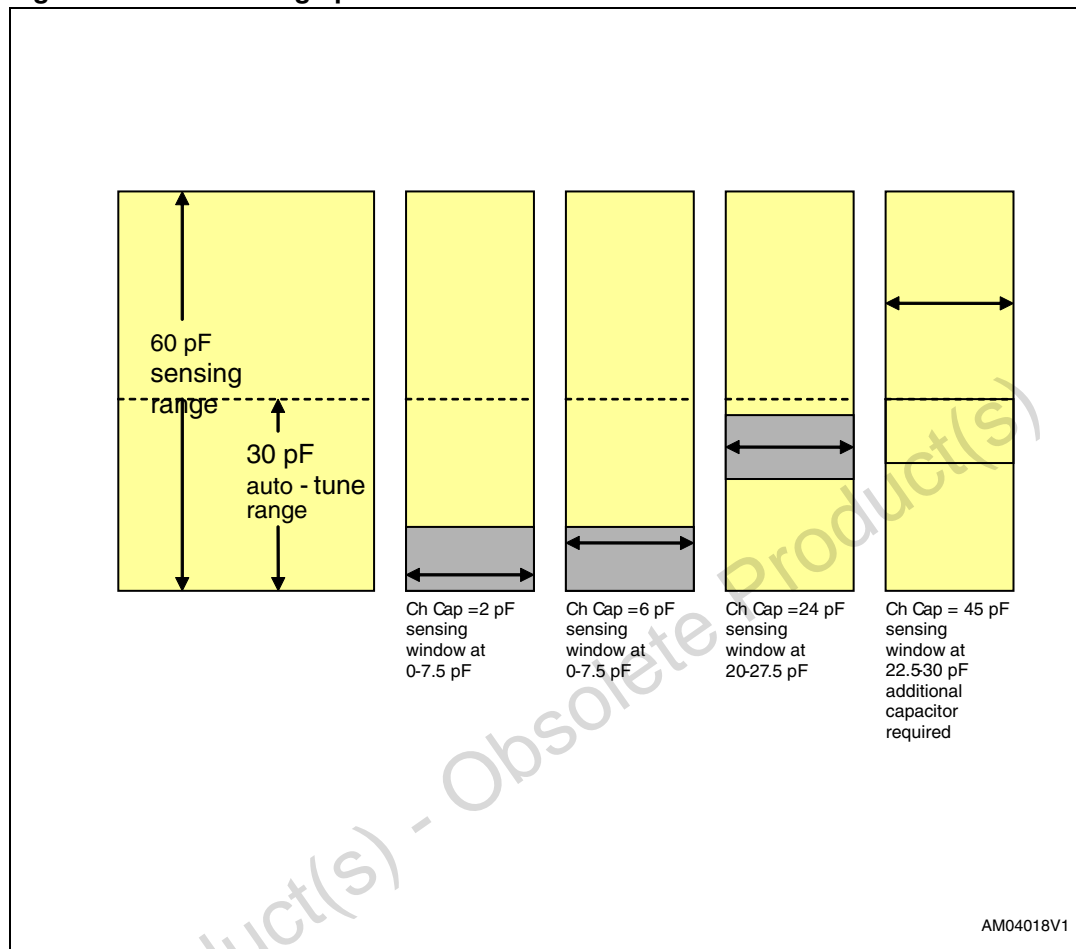 60 pF
sensing
range
30 pF
auto - tune
range
Ch Cap =2 pF
sensing
window at
0-7.5 pF
Ch Cap =6 pF
sensing
window at
0-7.5 pF
Ch Cap =24 pF
sensing
window at
20-27.5 pF
Ch Cap = 45 pF
sensing
window at
22.5-30 pF
additional
capacitor
required
duct(s) - Obsolete Product(s)
AM04018V1